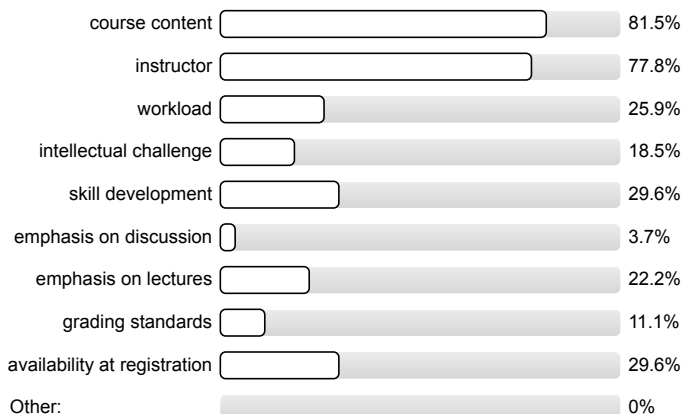 course content 81.5%
instructor 77.8%
workload 25.9%
intellectual challenge 18.5%
skill development 29.6%
emphasis on discussion 3.7%
emphasis on lectures 22.2%
grading standards 11.1%
availability at registration 29.6%
Other: 0%